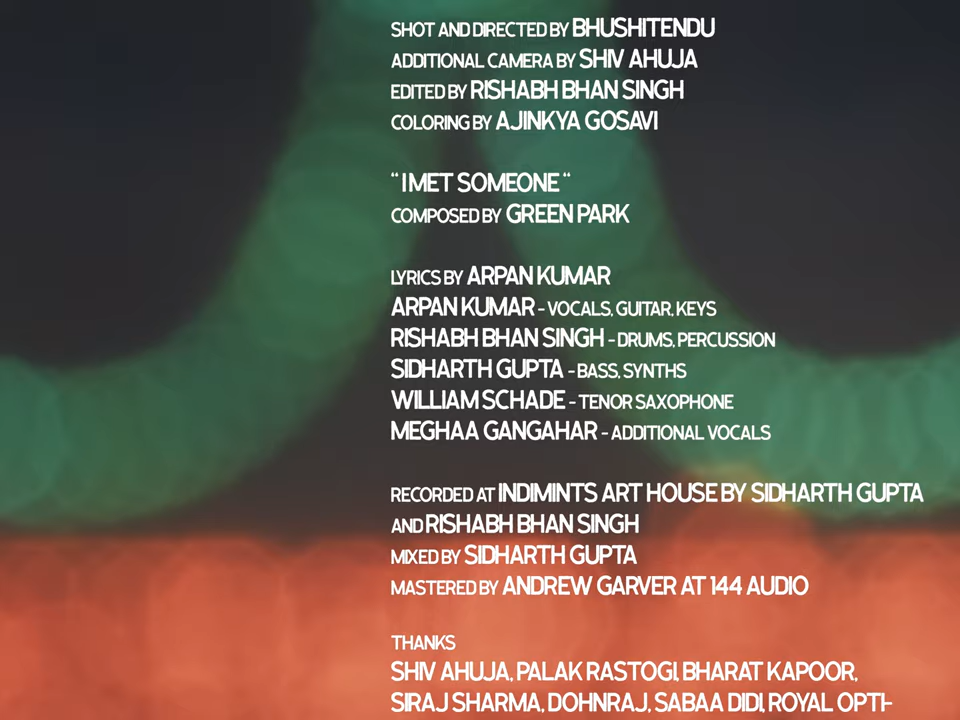 SHOT AND DIRECTED BY BHUSHITENDU
ADDITIONAL CAMERA BY SHIV AHUJA
EDITED BY RISHABH BHAN SINGH
COLORING BY AJINKYA GOSAVI
“ I MET SOMEONE “
COMPOSED BY GREEN PARK
LYRICS BY ARPAN KUMAR
ARPAN KUMAR - VOCALS, GUITAR, KEYS
RISHABH BHAN SINGH - DRUMS, PERCUSSION
SIDHARTH GUPTA - BASS, SYNTHS
WILLIAM SCHADE - TENOR SAXOPHONE
MEGHAA GANGAHAR - ADDITIONAL VOCALS
RECORDED AT INDIMINTS ART HOUSE BY SIDHARTH GUPTA
AND RISHABH BHAN SINGH
MIXED BY SIDHARTH GUPTA
MASTERED BY ANDREW GARVER AT 144 AUDIO
THANKS
SHIV AHUJA, PALAK RASTOGI, BHARAT KAPOOR,
SIRAJ SHARMA, DOHNRAJ, SABAA DIDI, ROYAL OPTI-